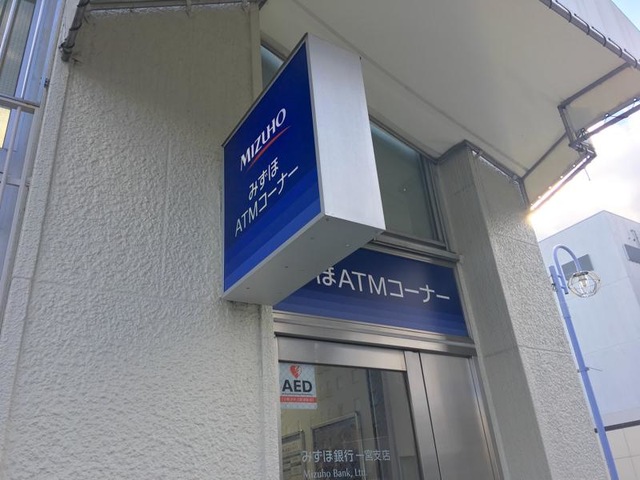 MIZUHO
みずほ
ATMコーナー
ほATMコーナー
AED
みずほ銀行 一宮支店
Mizuho Bank, Ltd.